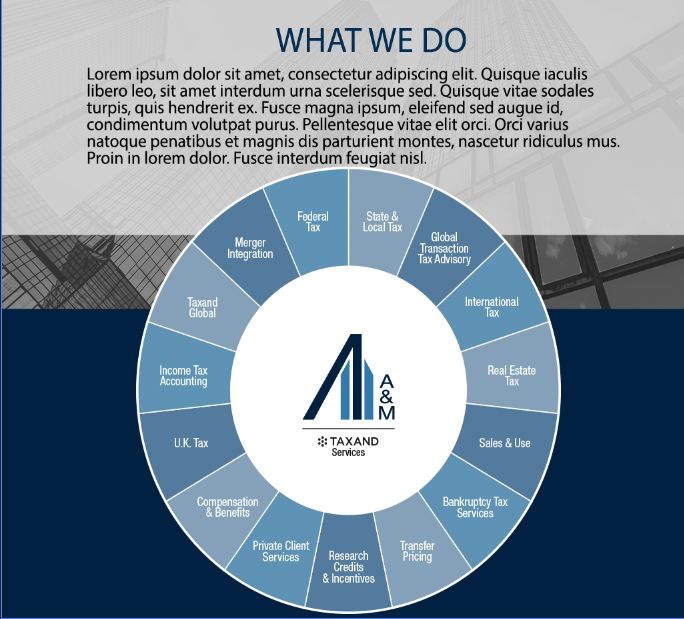 WHAT WE DO
Lorem ipsum dolor sit amet, consectetur adipiscing elit. Quisque iaculis
libero leo, sit amet interdum urna scelerisque sed. Quisque vitae sodales
turpis, quis hendrerit ex. Fusce magna ipsum, eleifend sed augue id,
condimentum volutpat purus. Pellentesque vitae elit orci. Orci varius
natoque penatibus et magnis dis parturient montes, nascetur ridiculus mus.
Proin in lorem dolor. Fusce interdum feugiat nisl.
Federal
Tax
State &
Local Tax
Global
Transaction
Tax Advisory
International
Tax
Real Estate
Tax
Sales & Use
Bankruptcy Tax
Services
Transfer
Pricing
Research
Credits
& Incentives
Private Client
Services
Compensation
& Benefits
U.K. Tax
Income Tax
Accounting
Taxand
Global
Merger
Integration
A
&
M
TAXAND
Services